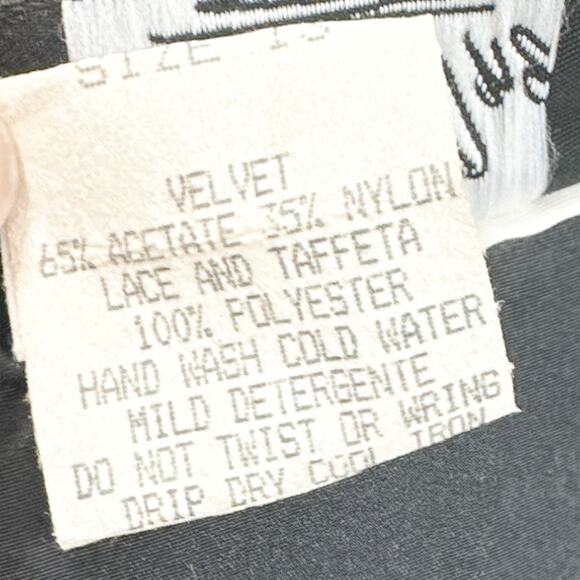 SIZE
VELVET
65% ACETATE 35% NYLON
LACE AND TAFFETA
100% POLYESTER
HAND WASH COLD WATER
MILD DETERGENTE
DO NOT TWIST OR WRING
DRIP DRY COOL IRON